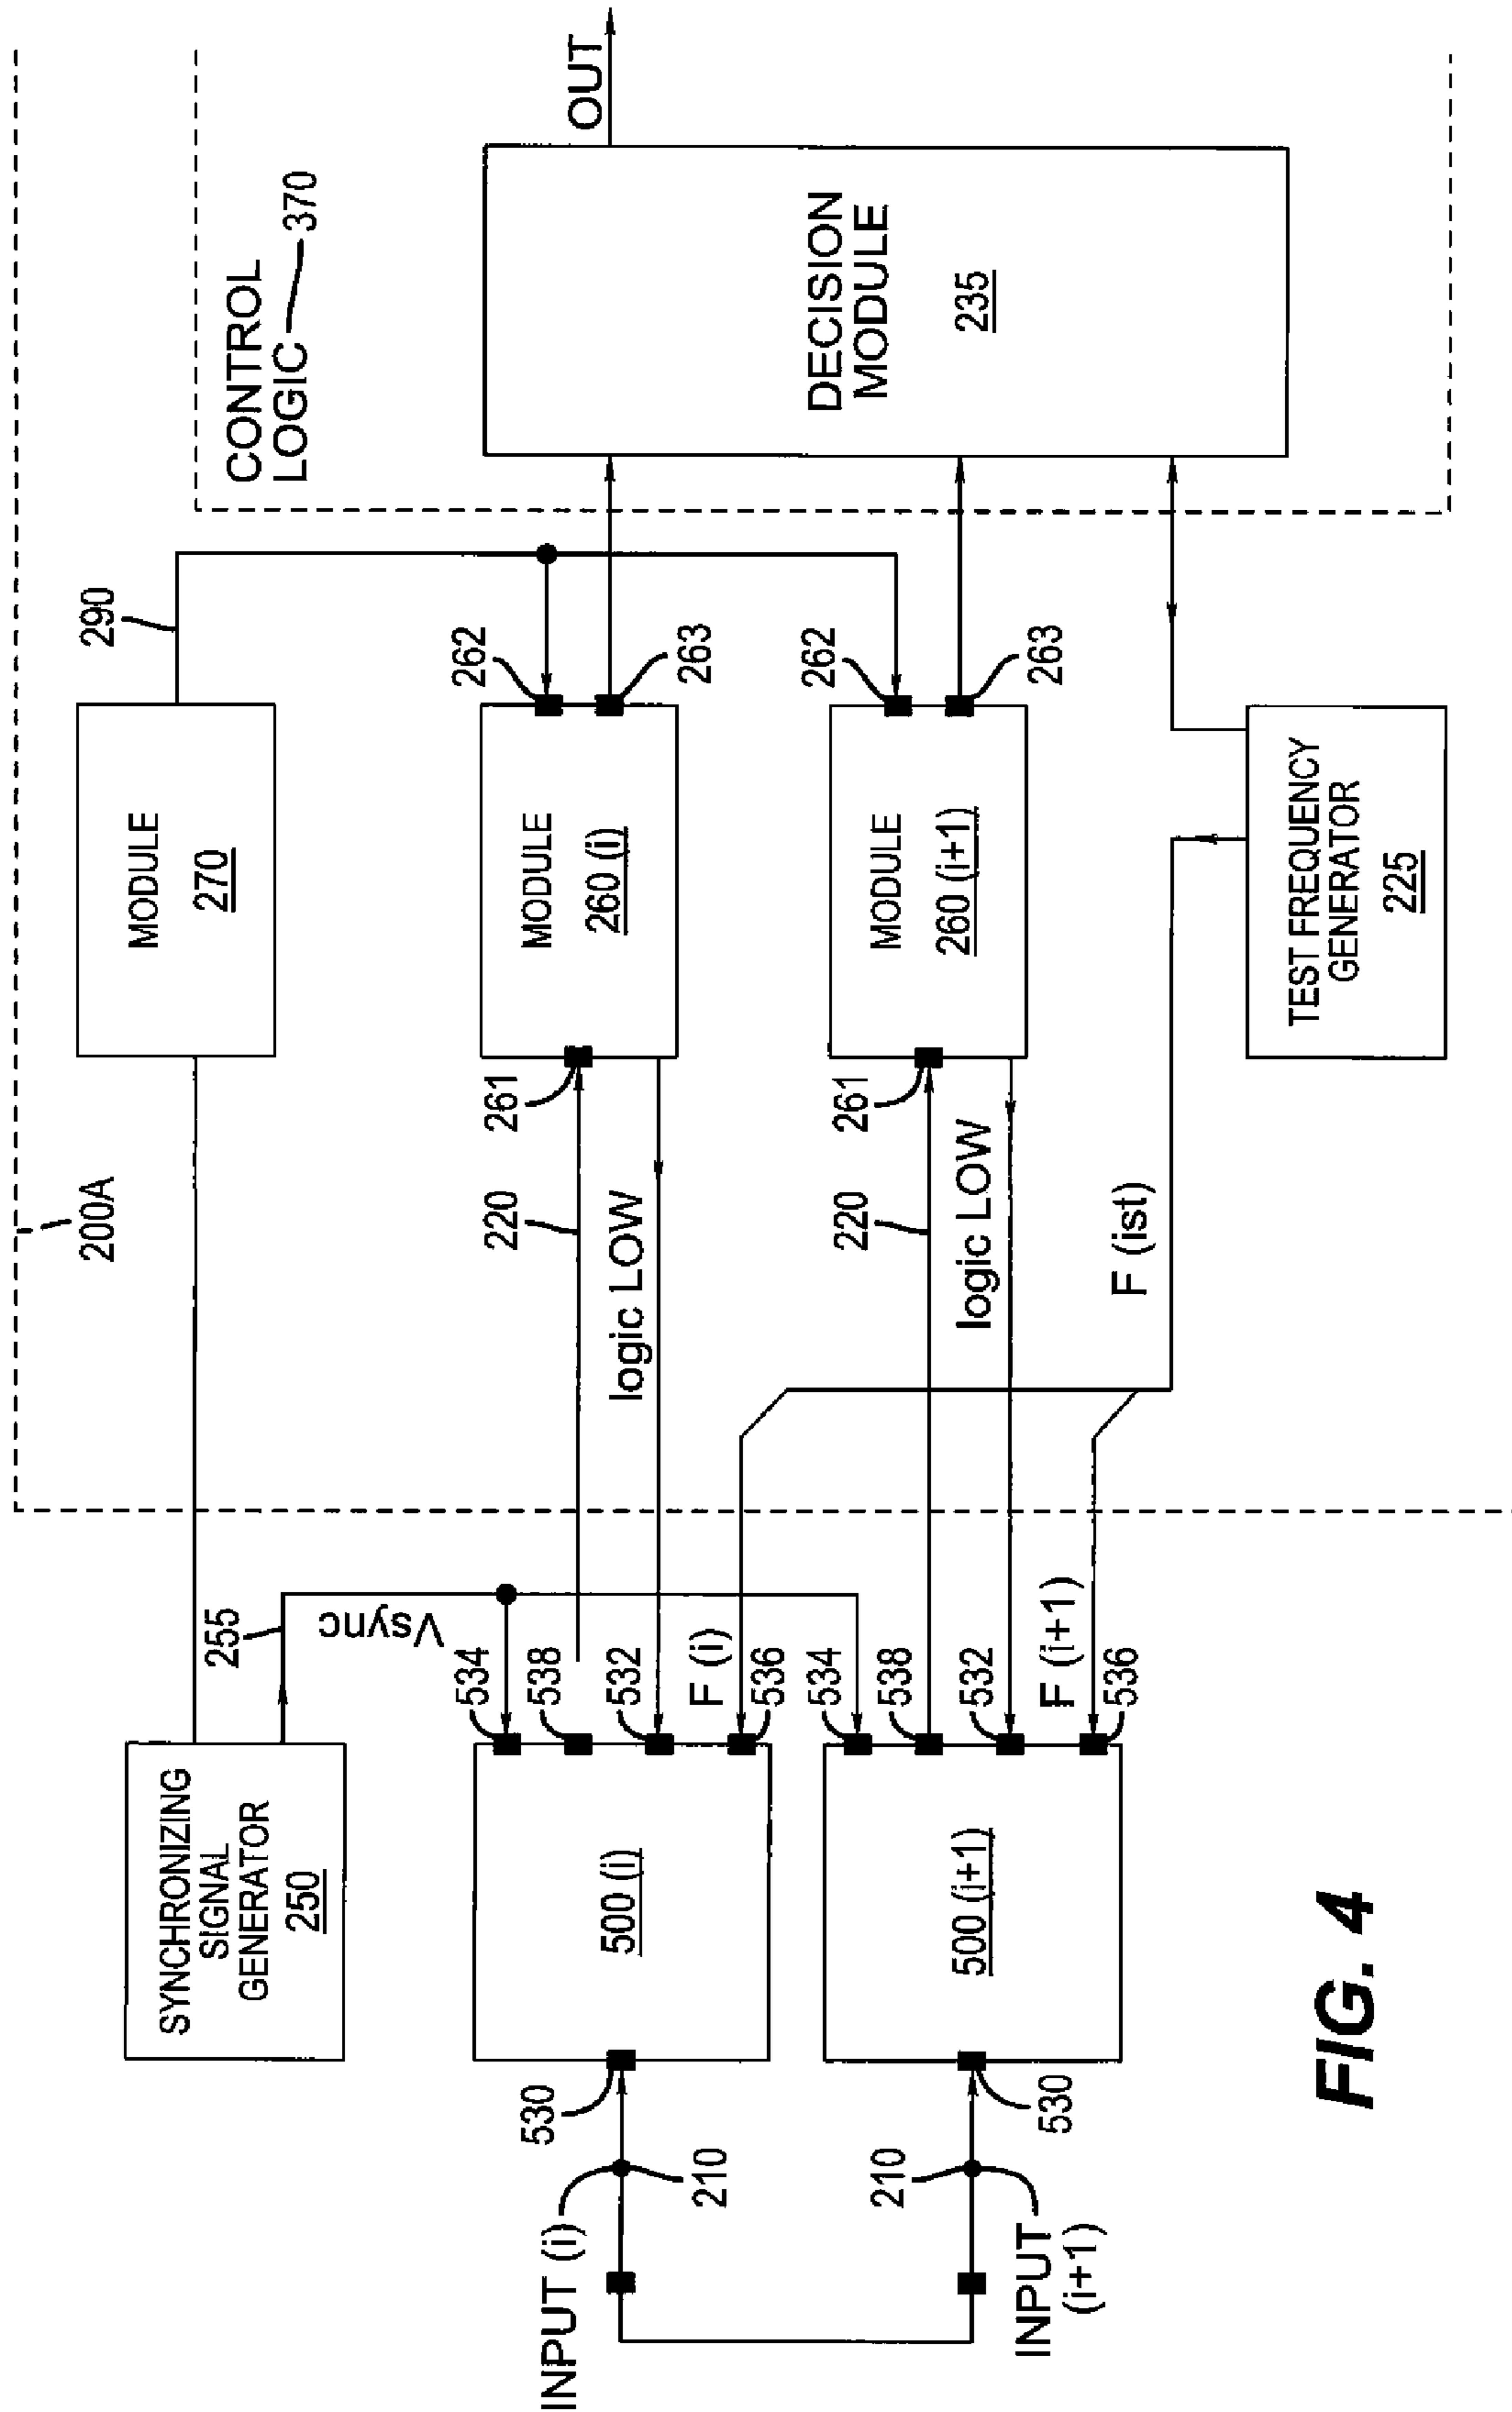 200A
CONTROL
LOGIC 370
SYNCHRONIZING
SIGNAL
GENERATOR
250
255
Vsync
MODULE
270
290
INPUT (i)
210
530
500 (i)
534
538
532
F (i)
536
220
logic LOW
261
MODULE
260 (i)
262
263
DECISION
MODULE
235
OUT
INPUT
(i+1)
210
530
500 (i+1)
534
538
532
F (i+1)
536
220
logic LOW
261
MODULE
260 (i+1)
262
263
F (ist)
TEST FREQUENCY
GENERATOR
225
FIG. 4